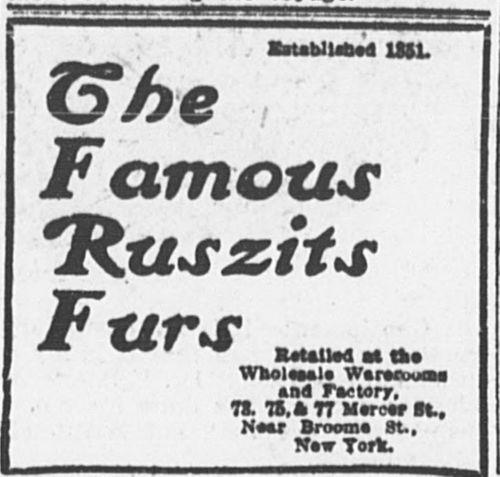 Established 1851.
The
Famous
Ruszits
Furs
Retailed at the
Wholesale Warerooms
and Factory,
73, 75, & 77 Mercer St.,
Near Broome St.,
New York.